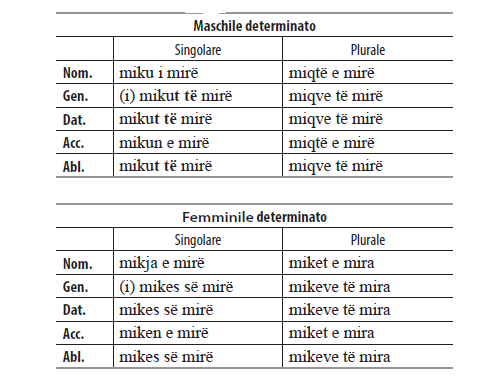 Maschile determinato
Singolare Plurale
Nom. miku i mirë miqtë e mirë
Gen. (i) mikut të mirë miqve të mirë
Dat. mikut të mirë miqve të mirë
Acc. mikun e mirë miqtë e mirë
Abl. mikut të mirë miqve të mirë
Femminile determinato
Singolare Plurale
Nom. mikja e mirë miket e mira
Gen. (i) mikes së mirë mikeve të mira
Dat. mikes së mirë mikeve të mira
Acc. miken e mirë miket e mira
Abl. mikes së mirë mikeve të mira